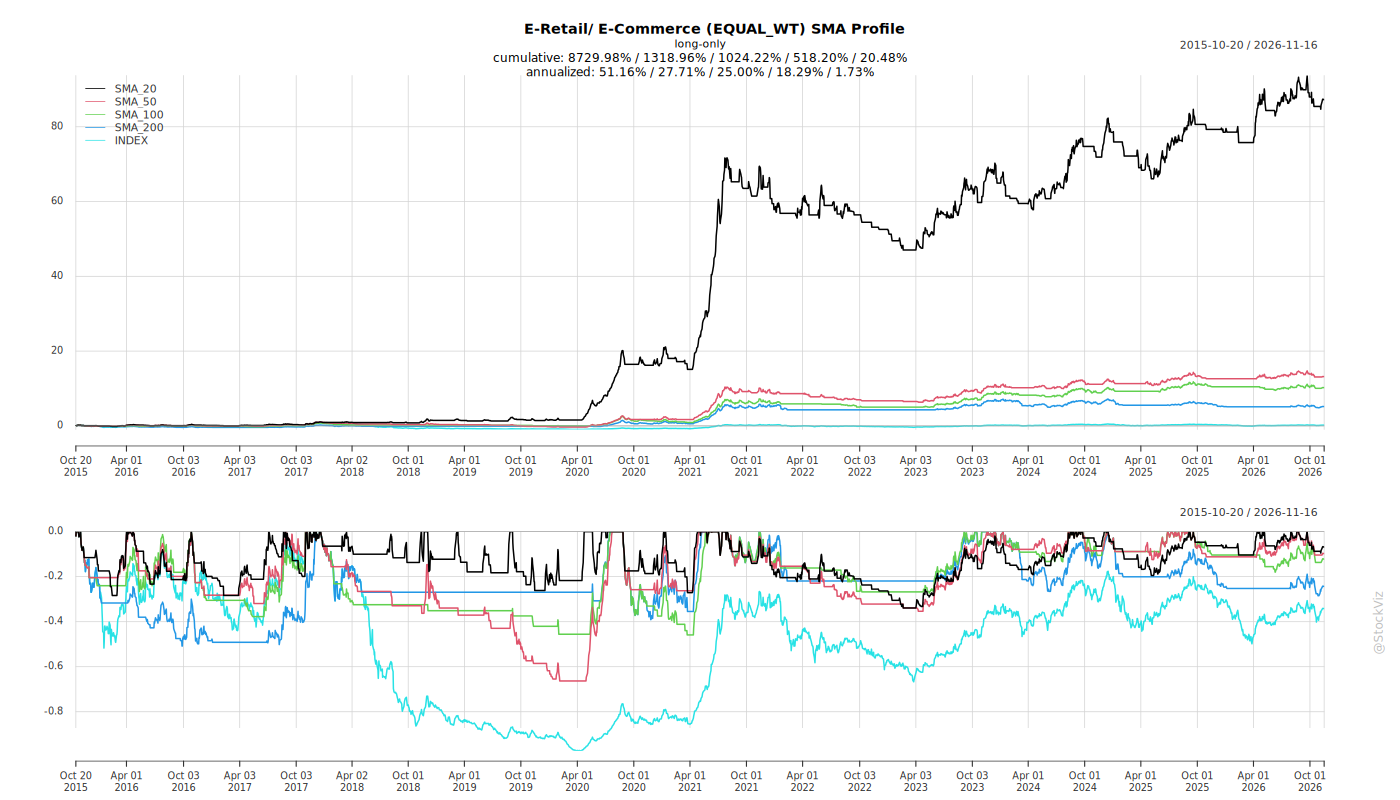 E-Retail/ E-Commerce (EQUAL_WT) SMA Profile
long-only
cumulative: 8729.98% / 1318.96% / 1024.22% / 518.20% / 20.48%
annualized: 51.16% / 27.71% / 25.00% / 18.29% / 1.73%
2015-10-20 / 2026-11-16
SMA_20
SMA_50
SMA_100
SMA_200
INDEX
80
60
40
20
0
Oct 20 Apr 01 Oct 03 Apr 03 Oct 03 Apr 02 Oct 01 Apr 01 Oct 01 Apr 01 Oct 01 Apr 01 Oct 01 Apr 01 Oct 03 Apr 03 Oct 03 Apr 01 Oct 01 Apr 01 Oct 01 Apr 01 Oct 01
2015 2016 2016 2017 2017 2018 2018 2019 2019 2020 2020 2021 2021 2022 2022 2023 2023 2024 2024 2025 2025 2026 2026
2015-10-20 / 2026-11-16
0.0
-0.2
-0.4
-0.6
-0.8
Oct 20 Apr 01 Oct 03 Apr 03 Oct 03 Apr 02 Oct 01 Apr 01 Oct 01 Apr 01 Oct 01 Apr 01 Oct 01 Apr 01 Oct 03 Apr 03 Oct 03 Apr 01 Oct 01 Apr 01 Oct 01 Apr 01 Oct 01
2015 2016 2016 2017 2017 2018 2018 2019 2019 2020 2020 2021 2021 2022 2022 2023 2023 2024 2024 2025 2025 2026 2026
@StockViz